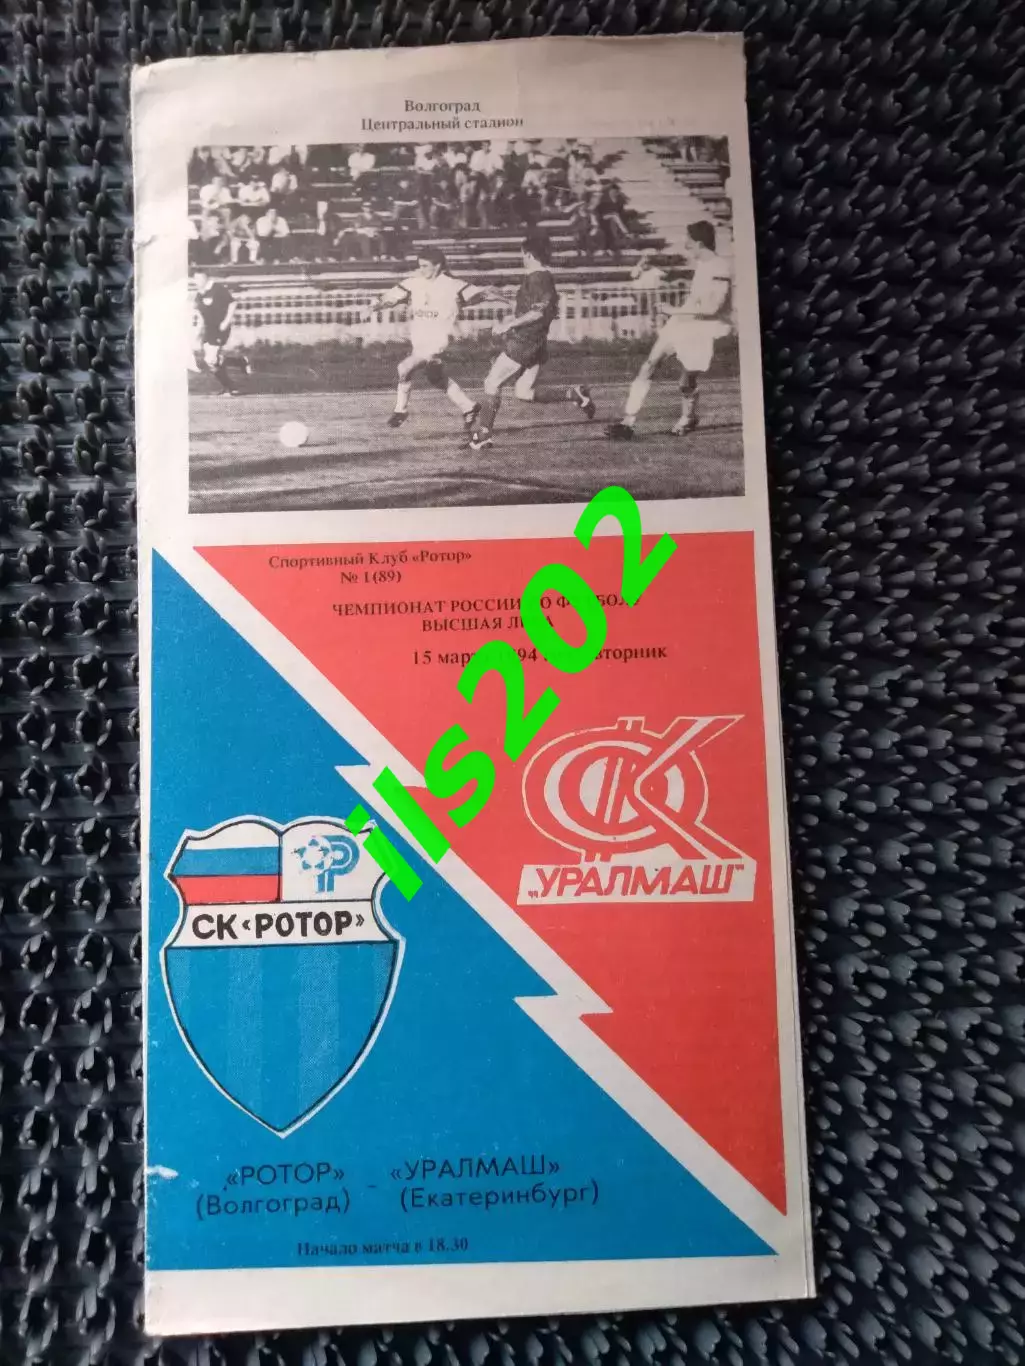 Волгоград
Центральный стадион
Спортивный Клуб «Ротор»
№ 1 (89)
ЧЕМПИОНАТ РОССИИ
ВЫСШАЯ
15 вторник
ils202
СК
"УРАЛМАШ"
Р
СК «РОТОР»
«РОТОР» - «УРАЛМАШ»
(Волгоград) (Екатеринбург)
Начало матча в 18.30